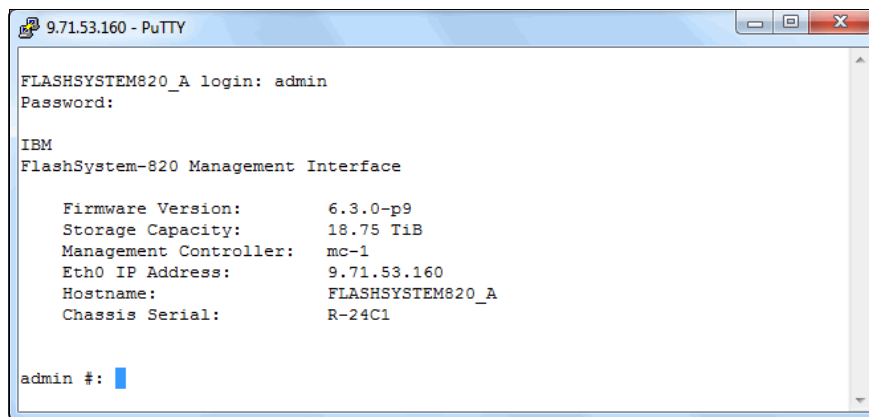 9.71.53.160 - PuTTY
FLASHSYSTEM820_A login: admin
Password:
IBM
FlashSystem-820 Management Interface
Firmware Version: 6.3.0-p9
Storage Capacity: 18.75 TiB
Management Controller: mc-1
Eth0 IP Address: 9.71.53.160
Hostname: FLASHSYSTEM820_A
Chassis Serial: R-24C1
admin #: